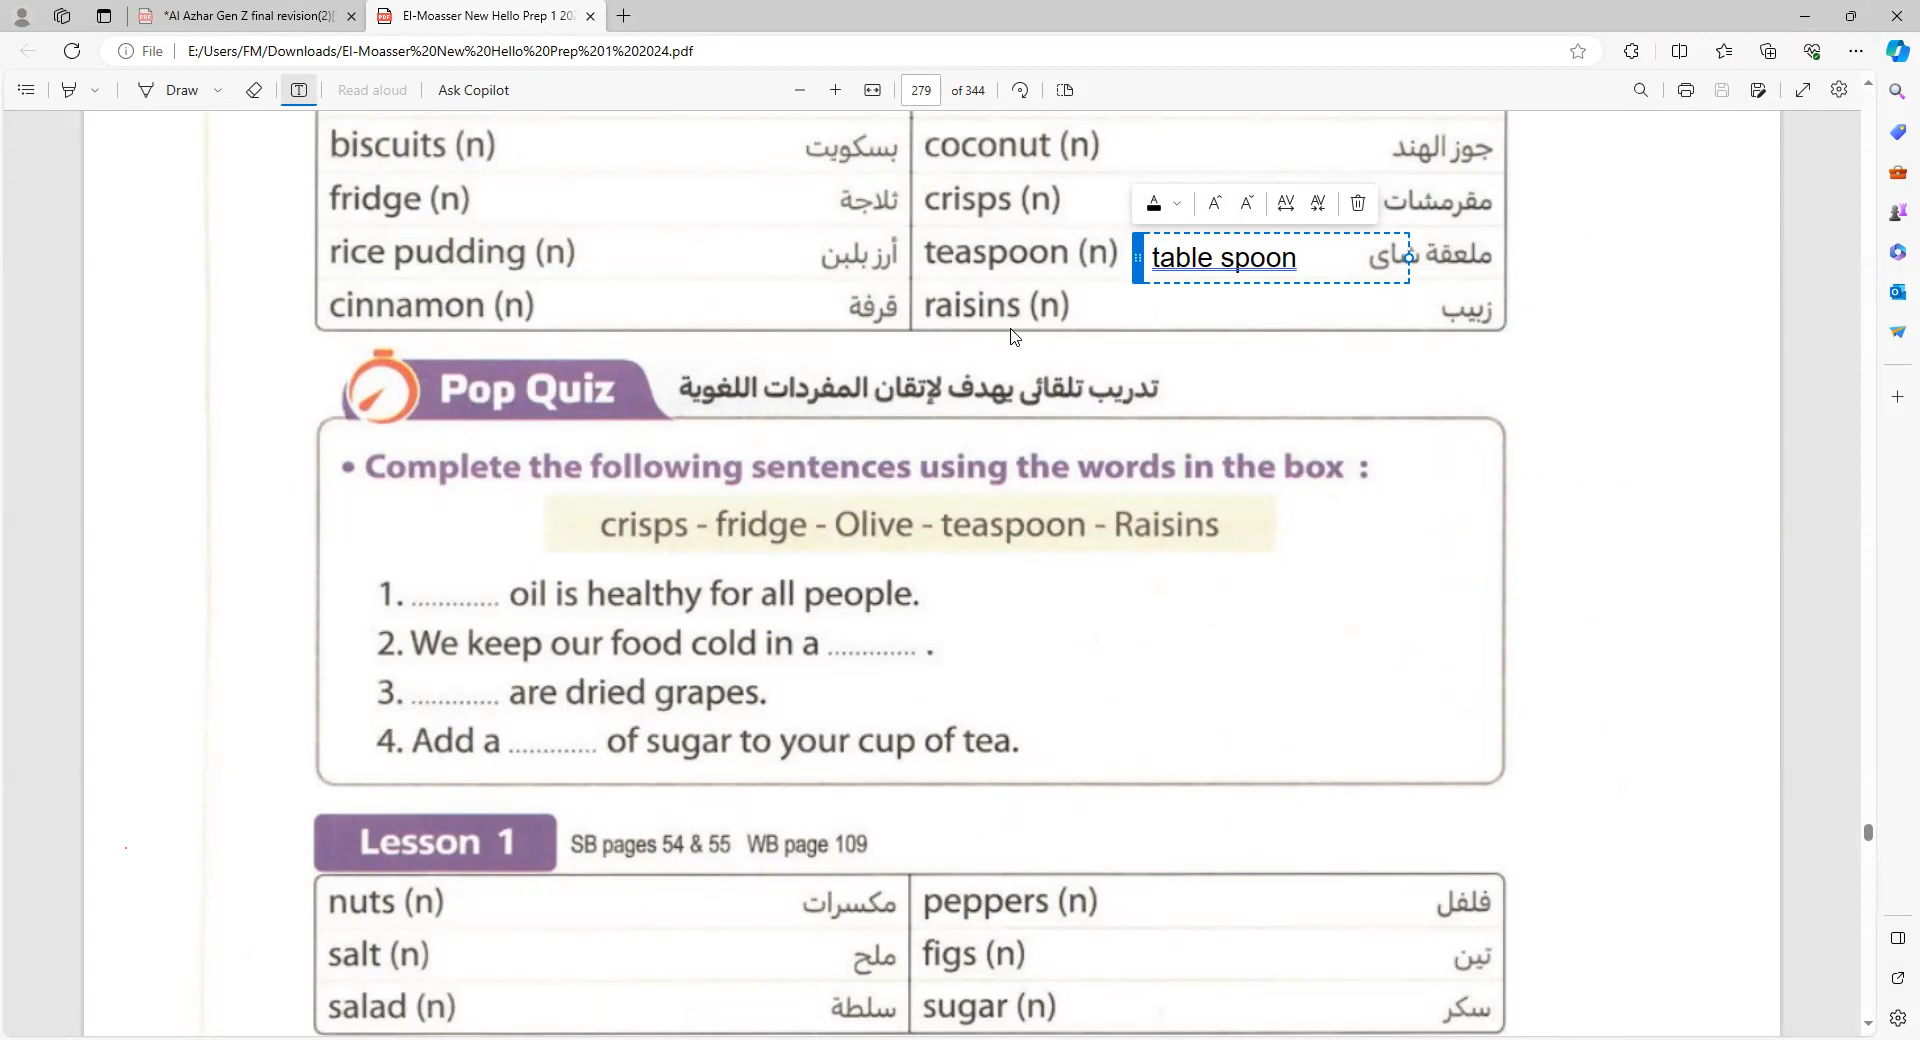 *Al Azhar Gen Z final revision(2)
El-Moasser New Hello Prep 1 20
File
E:/Users/FM/Downloads/El-Moasser%20New%20Hello%20Prep%201%202024.pdf
Draw
Read aloud
Ask Copilot
279 of 344
biscuits (n) بسكويت coconut (n) جوز الهند
fridge (n) ثلاجة crisps (n) مقرمشات
rice pudding (n) أرز بلبن teaspoon (n) table spoon ملعقة شاى
cinnamon (n) قرفة raisins (n) زبيب
Pop Quiz تدريب تلقائى يهدف لإتقان المفردات اللغوية
• Complete the following sentences using the words in the box :
crisps - fridge - Olive - teaspoon - Raisins
1. ............. oil is healthy for all people.
2. We keep our food cold in a ............. .
3. ............. are dried grapes.
4. Add a ............. of sugar to your cup of tea.
Lesson 1 SB pages 54 & 55 WB page 109
nuts (n) مكسرات peppers (n) فلفل
salt (n) ملح figs (n) تين
salad (n) سلطة sugar (n) سكر